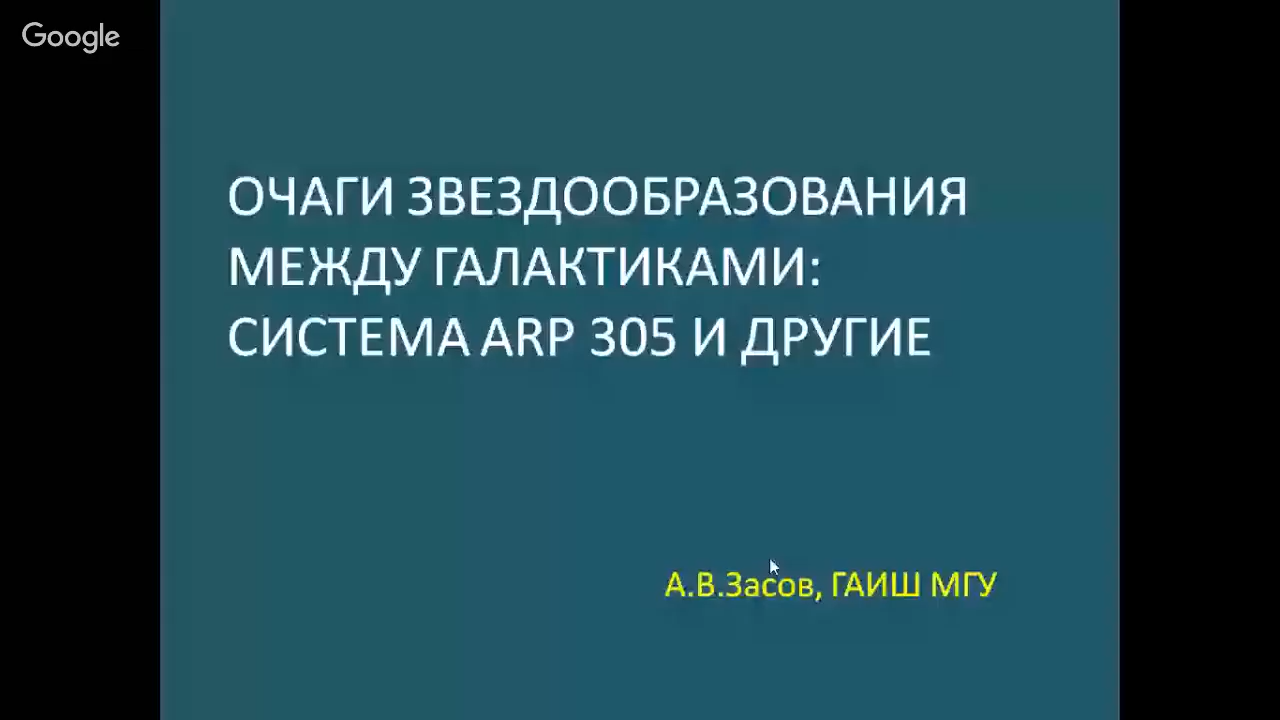 Google
ОЧАГИ ЗВЕЗДООБРАЗОВАНИЯ
МЕЖДУ ГАЛАКТИКАМИ:
СИСТЕМА ARP 305 И ДРУГИЕ
А.В.Засов, ГАИШ МГУ